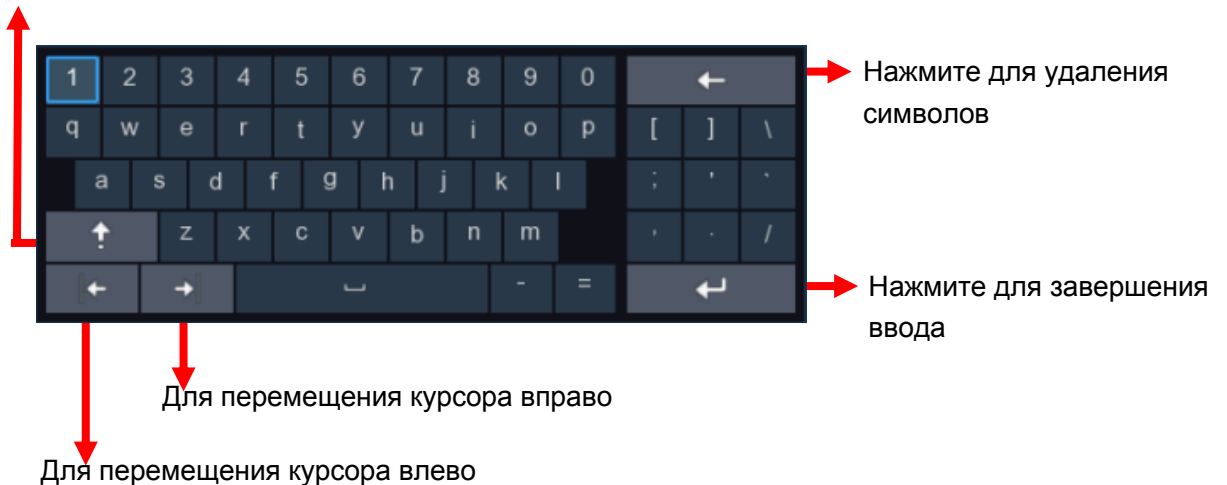 1 2 3 4 5 6 7 8 9 0
Нажмите для удаления
символов
q w e r t y u i o p [ ] \
a s d f g h j k l ; ' `
z x c v b n m , . /
- =
Нажмите для завершения
ввода
Для перемещения курсора вправо
Для перемещения курсора влево